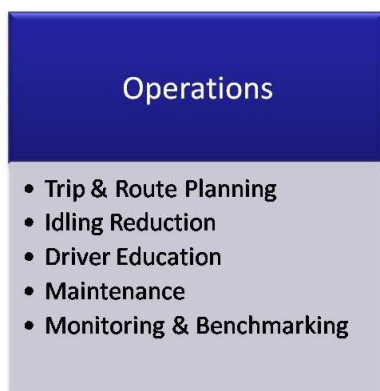 Operations
• Trip & Route Planning
• Idling Reduction
• Driver Education
• Maintenance
• Monitoring & Benchmarking